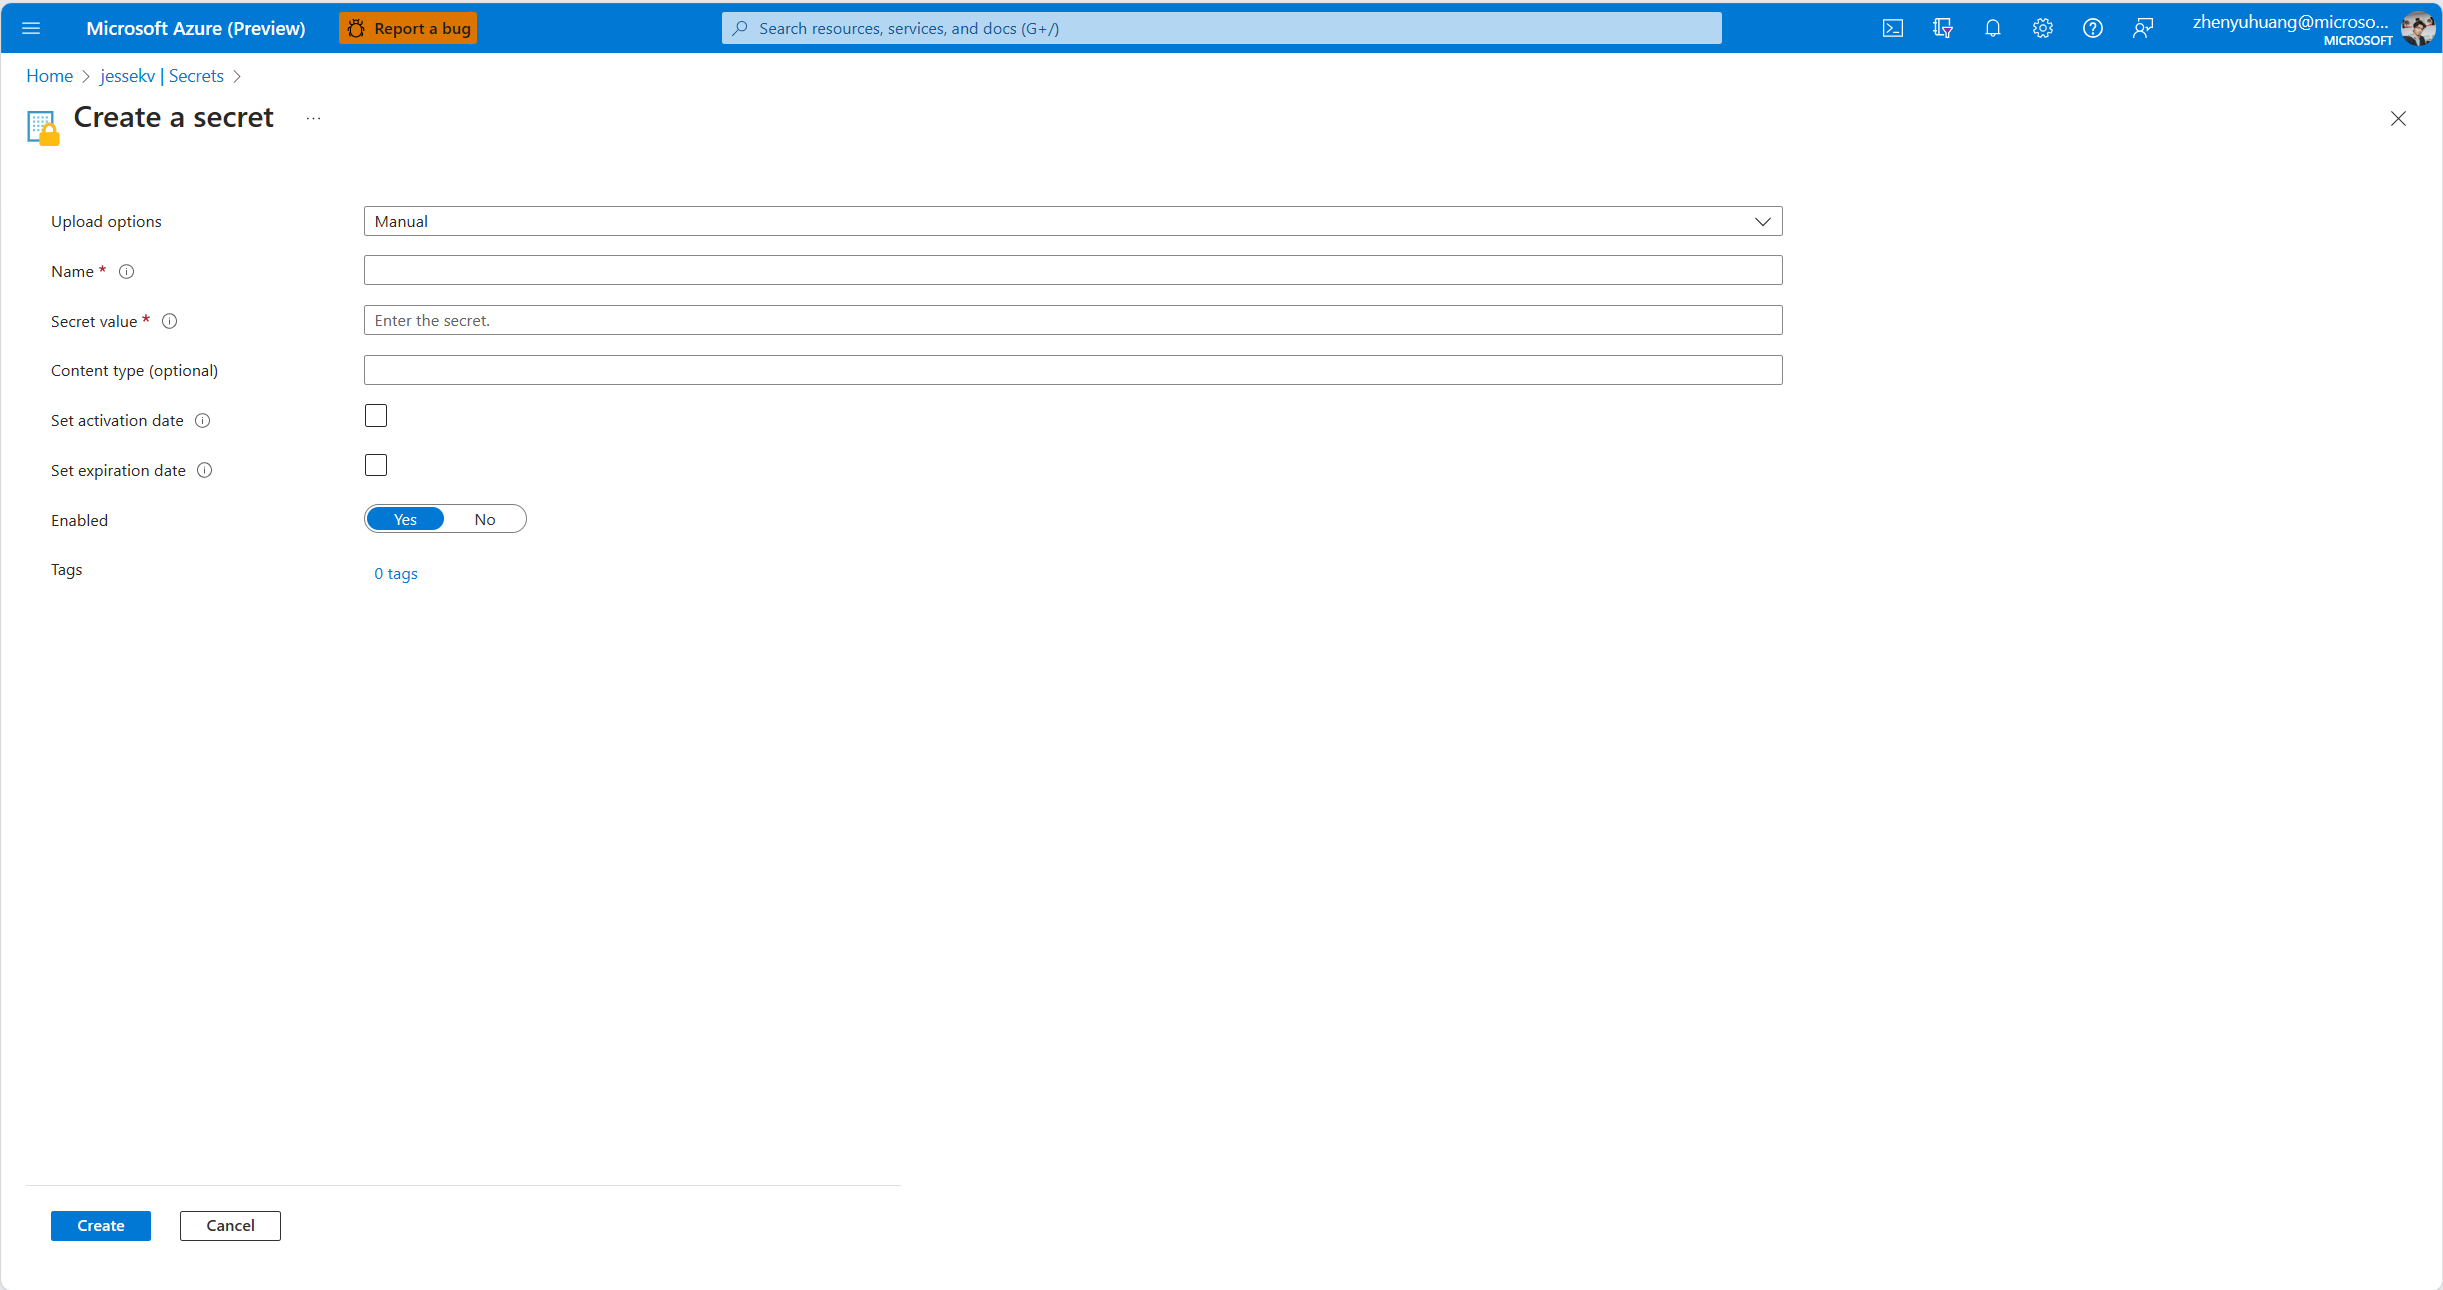 Microsoft Azure (Preview)
Report a bug
Search resources, services, and docs (G+/)
zhenyuhuang@microso...
MICROSOFT
Home > jessekv | Secrets >
Create a secret ...
Upload options
Manual
Name *
Secret value *
Enter the secret.
Content type (optional)
Set activation date
Set expiration date
Enabled
Yes No
Tags
0 tags
Create
Cancel